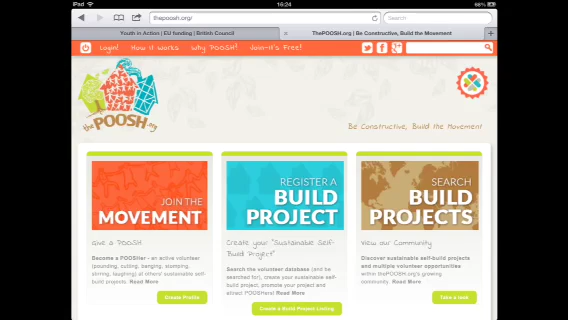 iPad
16:24
68%
thepoosh.org/
Search
Youth in Action | EU funding | British Council
ThePOOSH.org | Be Constructive, Build the Movement
Login!
How it works
Why POOSH?
Join-it's Free!
the POOSH.org
Be Constructive, Build the Movement
JOIN THE
MOVEMENT
Give a POOSH
Become a POOSHer - an active volunteer
(pounding, cutting, banging, stamping,
stirring, laughing) at others' sustainable self-
build projects. Read More
Create Profile
REGISTER A
BUILD
PROJECT
Create your "Sustainable Self-
Build Project"
Search the volunteer database (and be
searched for), create your sustainable self-
build project, promote your project and
attract POOSHers! Read More
Create a Build Project Listing
SEARCH
BUILD
PROJECTS
View our Community
Discover sustainable self-build projects
and multiple volunteer opportunities
within thePOOSH.org's growing
community. Read More
Take a look